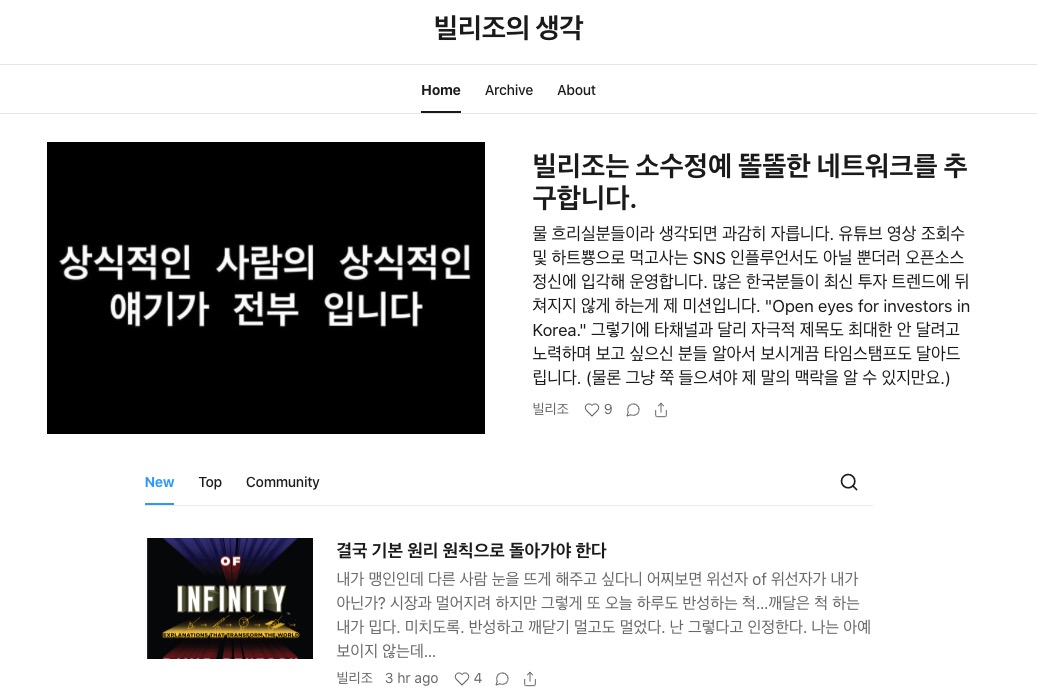 빌리조의 생각
Home Archive About
상식적인 사람의 상식적인
얘기가 전부 입니다
빌리조는 소수정예 똘똘한 네트워크를 추
구합니다.
물 흐리실분들이라 생각되면 과감히 자릅니다. 유튜브 영상 조회수
및 하트뿅으로 먹고사는 SNS 인플루언서도 아닐 뿐더러 오픈소스
정신에 입각해 운영합니다. 많은 한국분들이 최신 투자 트렌드에 뒤
쳐지지 않게 하는게 제 미션입니다. "Open eyes for investors in
Korea." 그렇기에 타채널과 달리 자극적 제목도 최대한 안 달려고
노력하며 보고 싶으신 분들 알아서 보시게끔 타임스탬프도 달아드
립니다. (물론 그냥 쭉 들으셔야 제 말의 맥락을 알 수 있지만요.)
빌리조 9
New Top Community
OF
INFINITY
EXPLANATIONS THAT TRANSFORM THE WORLD
결국 기본 원리 원칙으로 돌아가야 한다
내가 맹인인데 다른 사람 눈을 뜨게 해주고 싶다니 어찌보면 위선자 of 위선자가 내가
아닌가? 시장과 멀어지려 하지만 그렇게 또 오늘 하루도 반성하는 척...깨달은 척 하는
내가 밉다. 미치도록. 반성하고 깨닫기 멀고도 멀었다. 난 그렇다고 인정한다. 나는 아예
보이지 않는데...
빌리조 3 hr ago 4